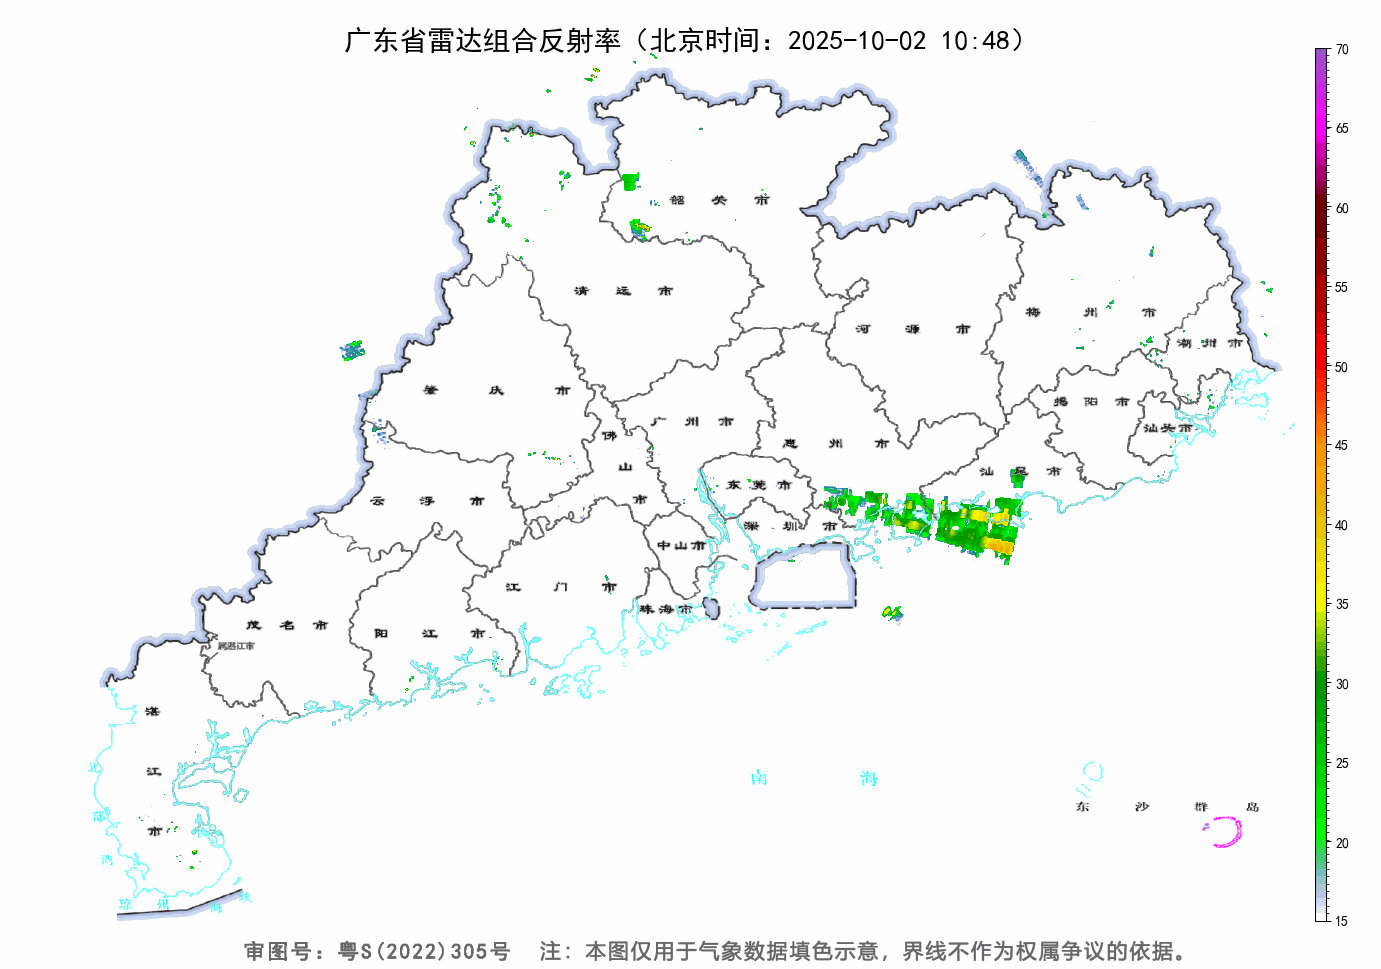 广东省雷达组合反射率（北京时间：2025-10-02 10:48）
70
65
60
55
50
45
40
35
30
25
20
15
韶关市
清远市
河源市
梅州市
潮州市
肇庆市
广州市
佛山市
惠州市
揭阳市
汕头市
汕尾市
云浮市
东莞市
深圳市
中山市
江门市
珠海市
茂名市
阳江市
属湛江市
湛江市
北部湾
琼州海峡
南海
东沙群岛
审图号：粤S(2022)305号 注：本图仅用于气象数据填色示意，界线不作为权属争议的依据。